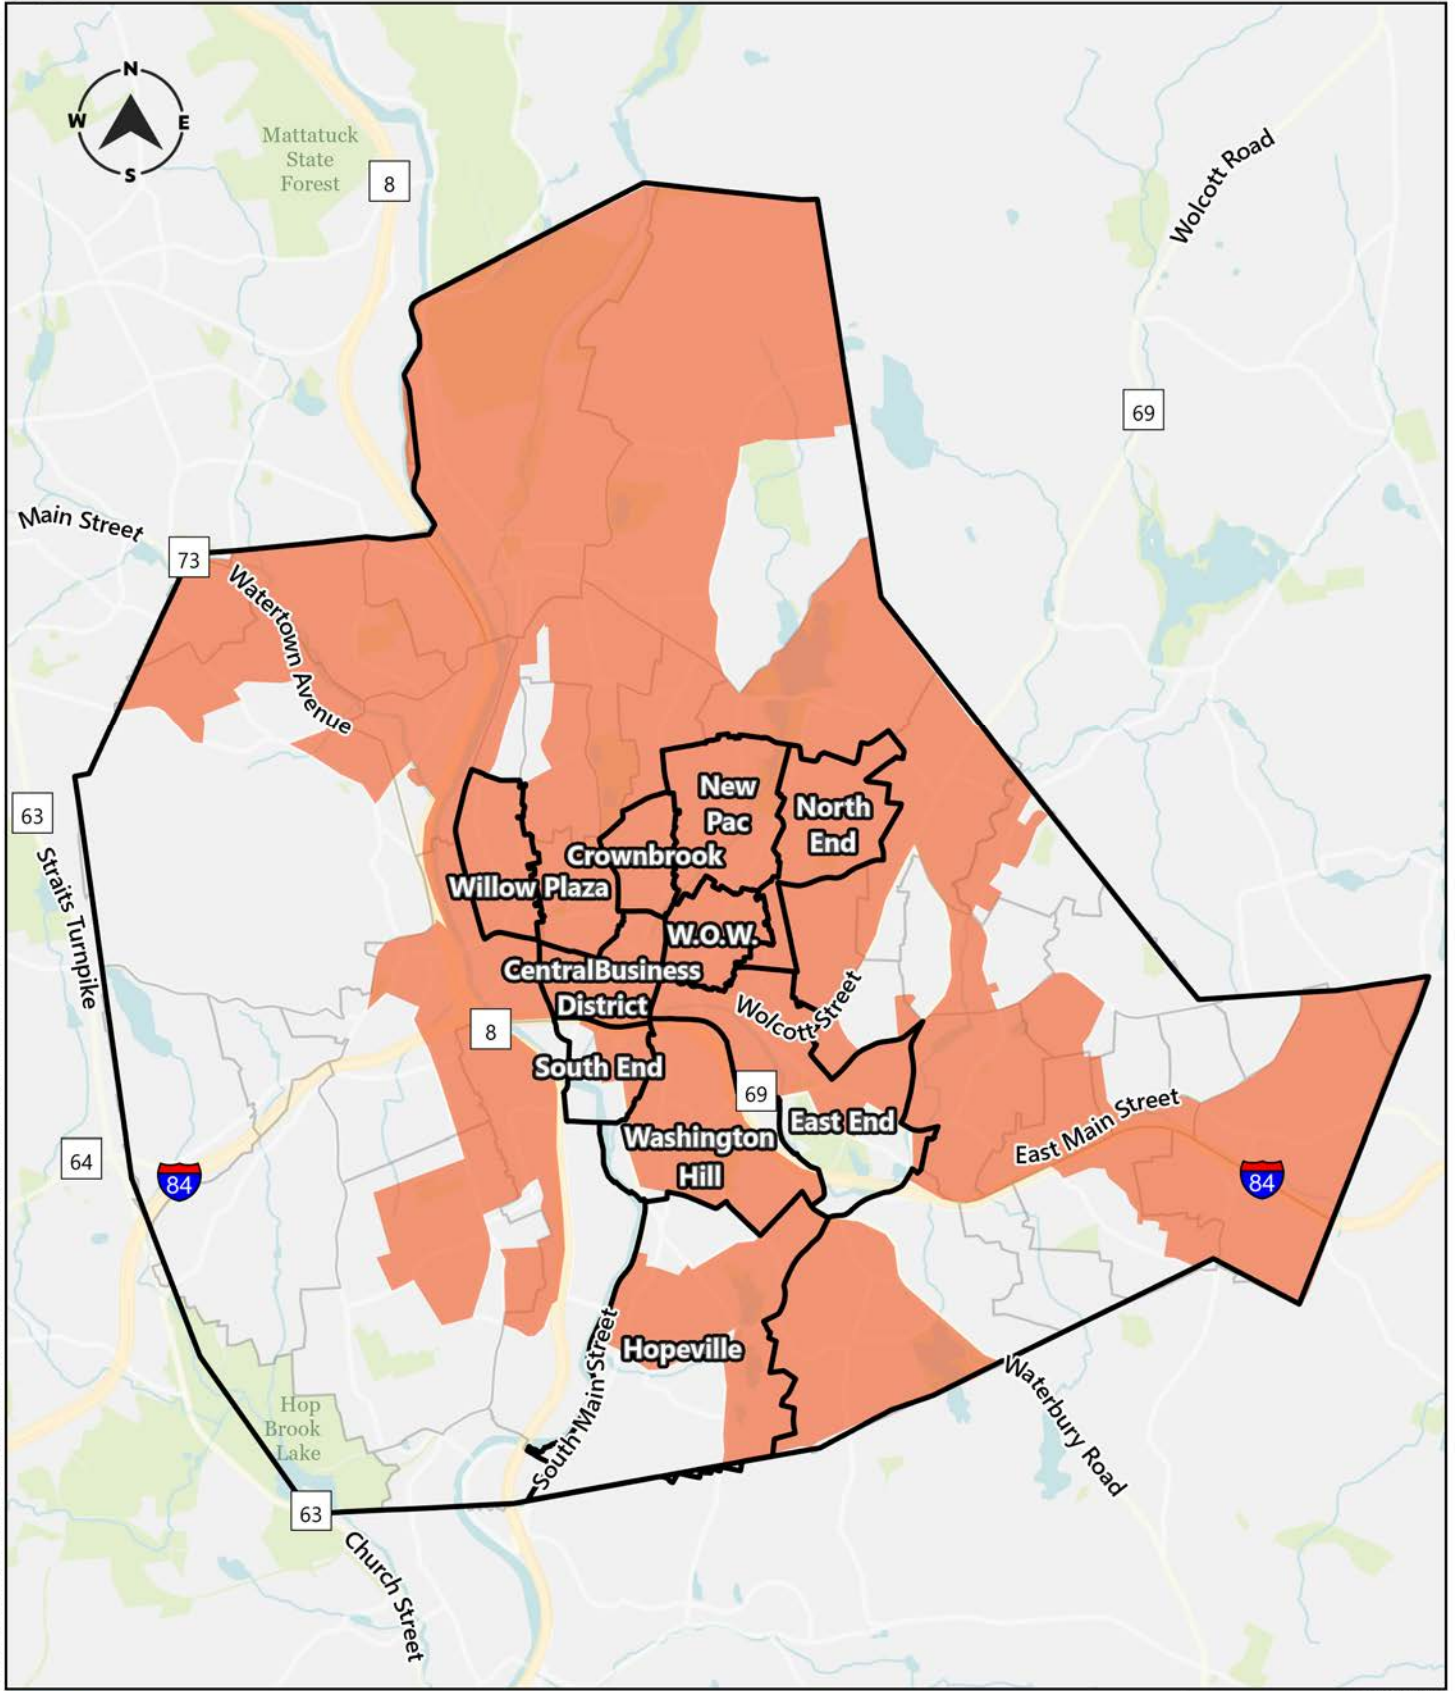 N
W E
S
Mattatuck
State
Forest
8
Wolcott Road
69
Main Street
73
Watertown Avenue
63
Straits Turnpike
New
Pac
North
End
Crownbrook
Willow Plaza
W.O.W.
CentralBusiness
District
Wolcott Street
8
South End
69
East End
Washington
Hill
East Main Street
64
84
84
Hopeville
South Main Street
Waterbury Road
Hop
Brook
Lake
63
Church Street